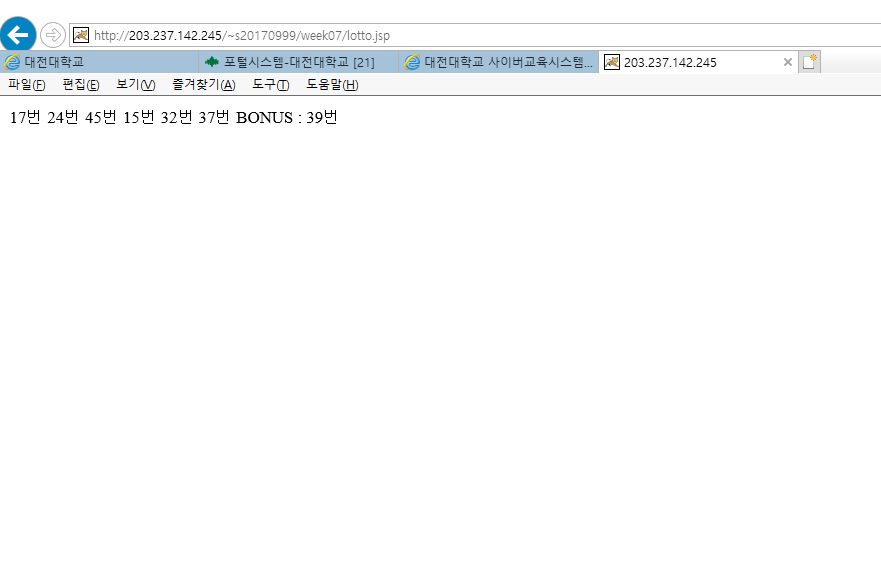 http://203.237.142.245/~s20170999/week07/lotto.jsp
대전대학교 포털시스템-대전대학교 [21] 대전대학교 사이버교육시스템... 203.237.142.245
파일(F) 편집(E) 보기(V) 즐겨찾기(A) 도구(T) 도움말(H)
17번 24번 45번 15번 32번 37번 BONUS : 39번